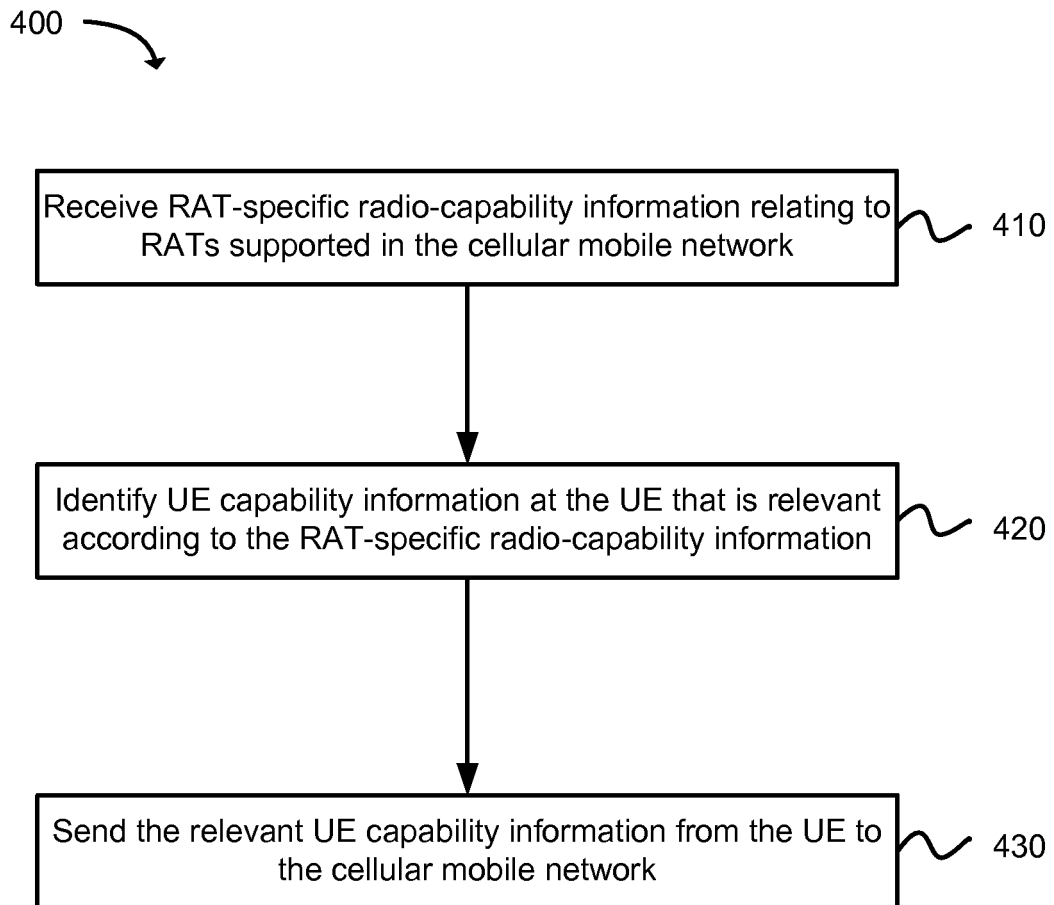 400
Receive RAT-specific radio-capability information relating to
RATs supported in the cellular mobile network
410
Identify UE capability information at the UE that is relevant
according to the RAT-specific radio-capability information
420
Send the relevant UE capability information from the UE to
the cellular mobile network
430